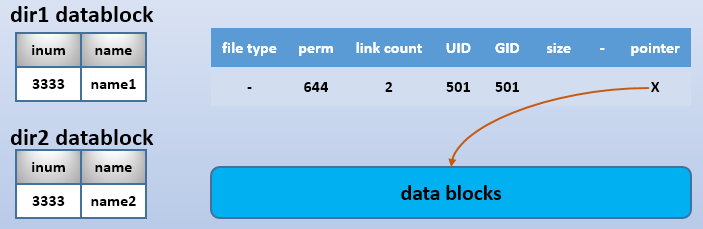 dir1 datablock
inum name
3333 name1
dir2 datablock
inum name
3333 name2
file type perm link count UID GID size - pointer
- 644 2 501 501 X
data blocks